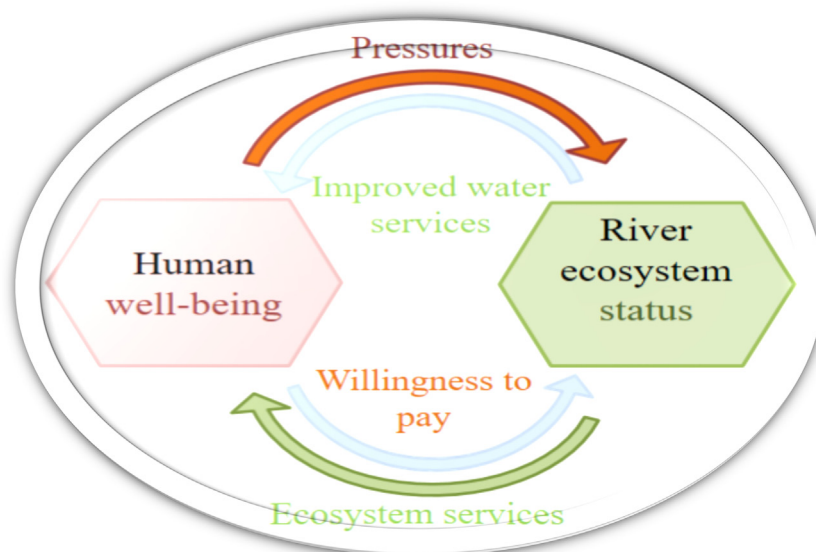 Pressures
Improved water
services
Human
well-being
River
ecosystem
status
Willingness to
pay
Ecosystem services